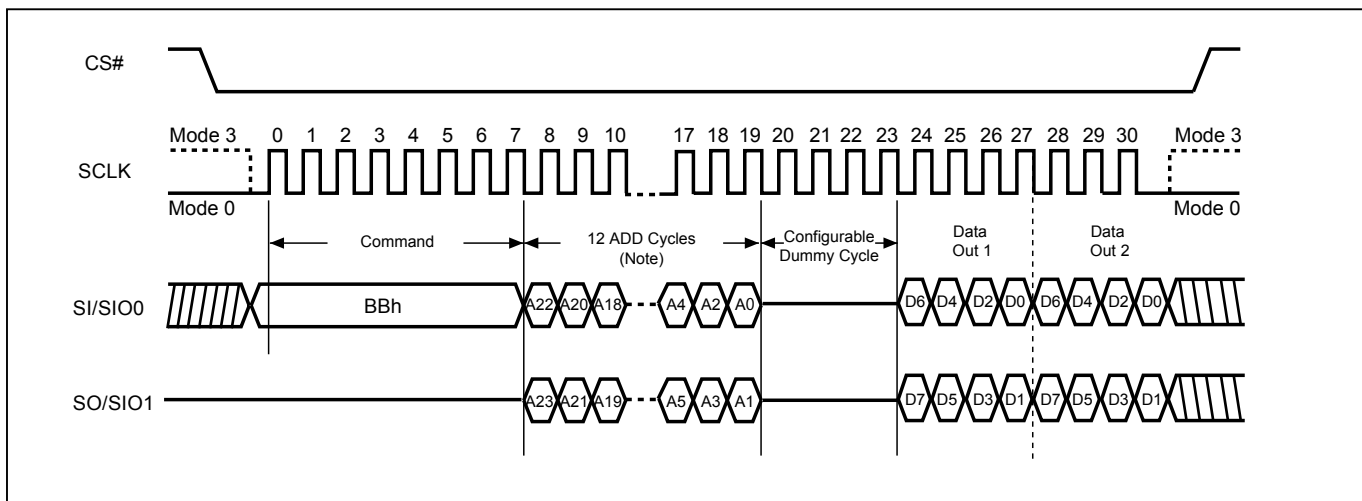 CS#
Mode 3 0 1 2 3 4 5 6 7 8 9 10 17 18 19 20 21 22 23 24 25 26 27 28 29 30 Mode 3
SCLK
Mode 0 Mode 0
Command 12 ADD Cycles (Note) Configurable Dummy Cycle Data Out 1 Data Out 2
SI/SIO0 BBh A22 A20 A18 A4 A2 A0 D6 D4 D2 D0 D6 D4 D2 D0
SO/SIO1 A23 A21 A19 A5 A3 A1 D7 D5 D3 D1 D7 D5 D3 D1